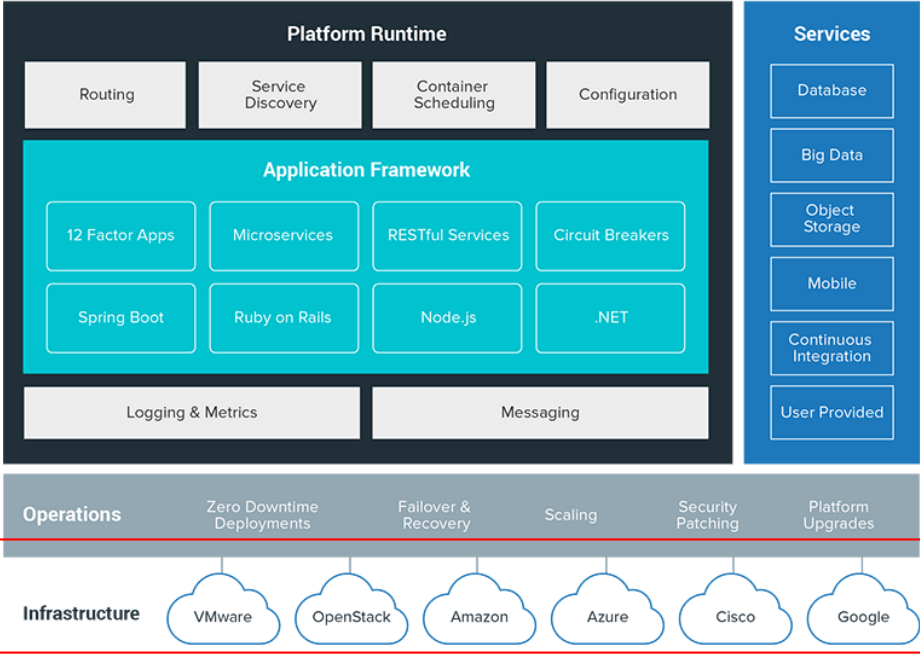 Platform Runtime
Services
Routing
Service
Discovery
Container
Scheduling
Configuration
Application Framework
12 Factor Apps
Microservices
RESTful Services
Circuit Breakers
Spring Boot
Ruby on Rails
Node.js
.NET
Logging & Metrics
Messaging
Database
Big Data
Object
Storage
Mobile
Continuous
Integration
User Provided
Operations
Zero Downtime
Deployments
Failover &
Recovery
Scaling
Security
Patching
Platform
Upgrades
Infrastructure
VMware
OpenStack
Amazon
Azure
Cisco
Google